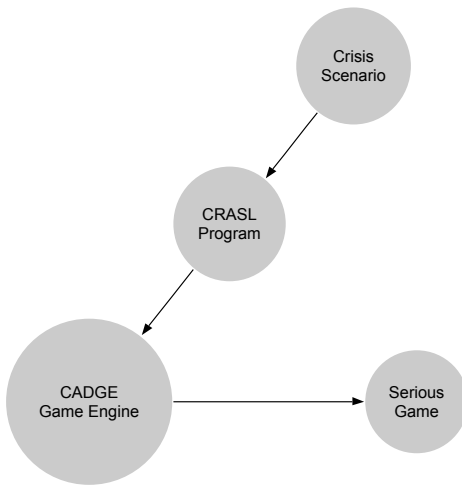 Crisis
Scenario
CRASL
Program
CADGE
Game Engine
Serious
Game